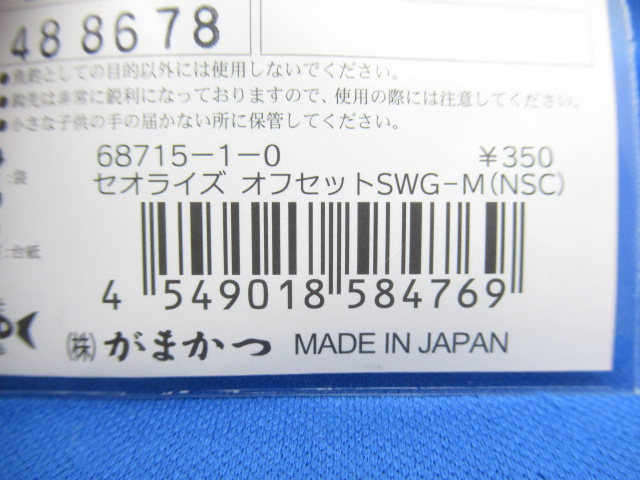 488678
●魚釣としての目的以外には使用しないでください。
●鈎先は非常に鋭利になっておりますので、使用の際には注意してください。
●小さな子供の手の届かない所に保管してください。
68715-1-0 ¥350
セオライズ オフセットSWG-M(NSC)
:袋
:台紙
4 549018 584769
(株) がまかつ MADE IN JAPAN